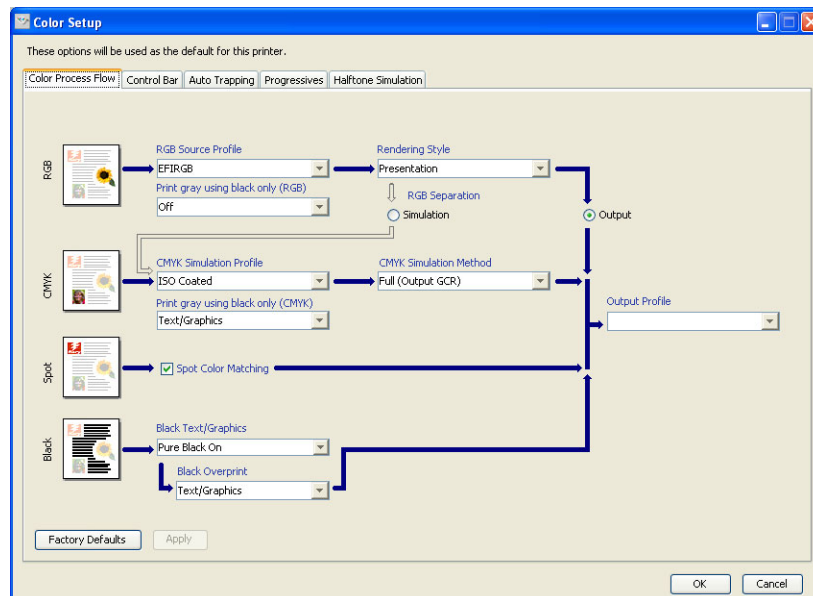 Color Setup
These options will be used as the default for this printer.
Color Process Flow Control Bar Auto Trapping Progressives Halftone Simulation
RGB
RGB Source Profile
EFIRGB
Print gray using black only (RGB)
Off
Rendering Style
Presentation
RGB Separation
Simulation
Output
CMYK
CMYK Simulation Profile
ISO Coated
Print gray using black only (CMYK)
Text/Graphics
CMYK Simulation Method
Full (Output GCR)
Output Profile
Spot
Spot Color Matching
Black
Black Text/Graphics
Pure Black On
Black Overprint
Text/Graphics
Factory Defaults Apply
OK Cancel